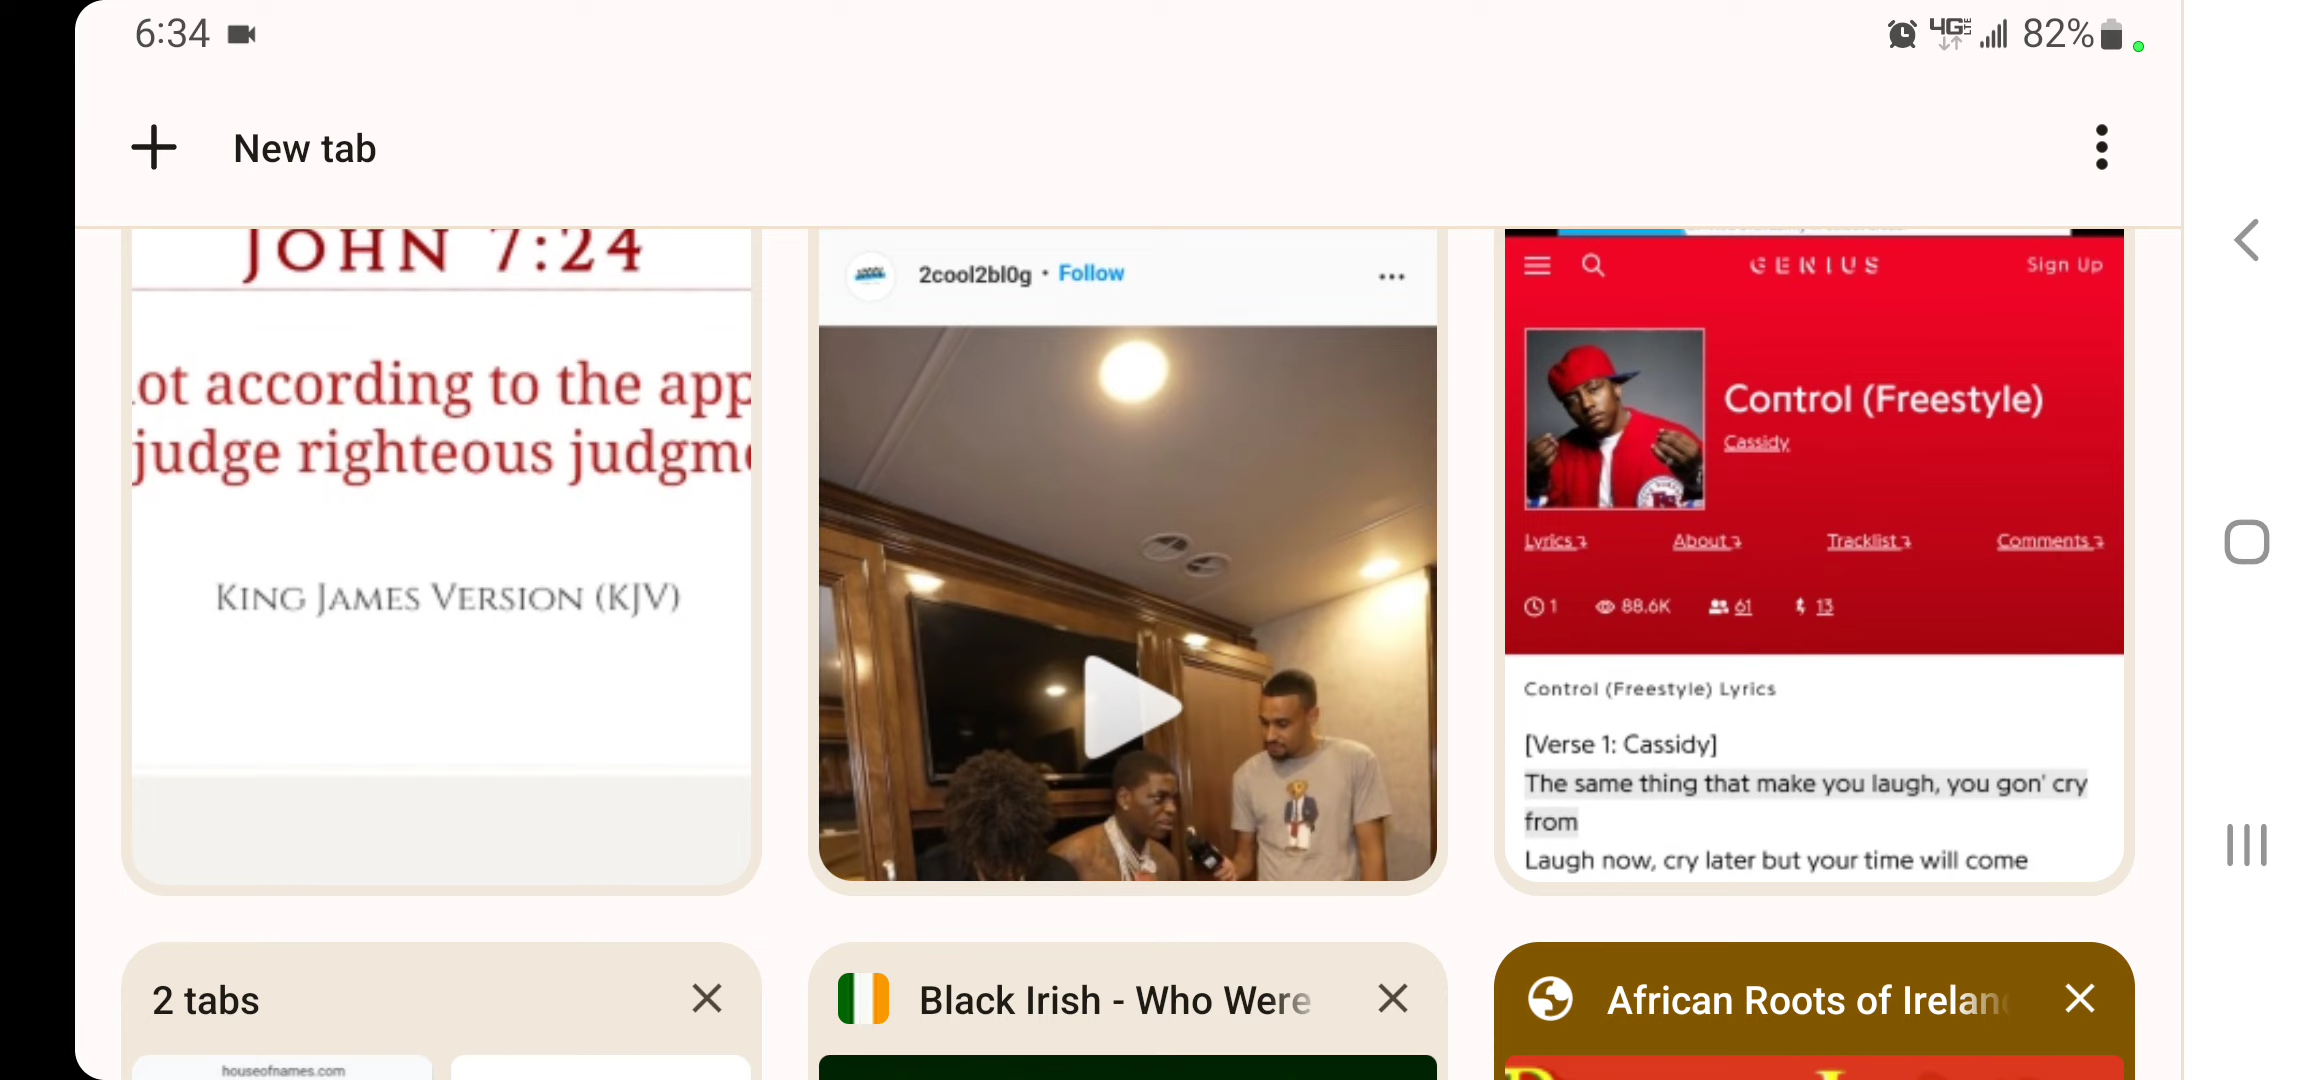 6:34
4G LTE 82%
New tab
JOHN 7:24
ot according to the app
judge righteous judgm
KING JAMES VERSION (KJV)
2cool2bl0g • Follow
GENIUS
Sign Up
Control (Freestyle)
Cassidy
Lyrics
About
Tracklist
Comments
1
88.6K
61
13
Control (Freestyle) Lyrics
[Verse 1: Cassidy]
The same thing that make you laugh, you gon' cry
from
Laugh now, cry later but your time will come
2 tabs
Black Irish - Who Were
African Roots of Irelan
houseofnames.com